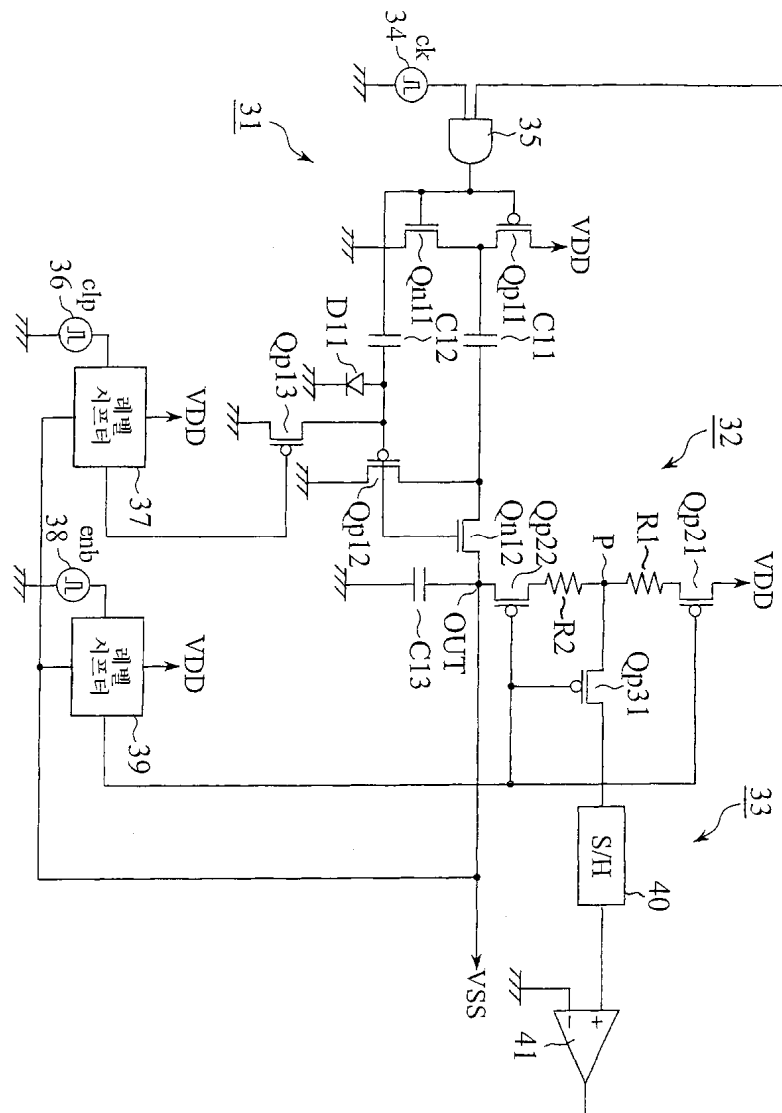 ck
34
31
35
VDD
Qp11
Qn11
C11
C12
D11
Qp13
clp
36
VDD
레벨
시프터
37
Qp12
32
Qn12
Qp22
P
R1
Qp21
VDD
R2
Qp31
OUT
C13
enb
38
VDD
레벨
시프터
39
33
S/H
40
VSS
+
−
41